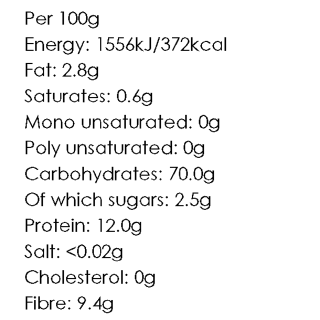 Per 100g
Energy: 1556kJ/372kcal
Fat: 2.8g
Saturates: 0.6g
Mono unsaturated: 0g
Poly unsaturated: 0g
Carbohydrates: 70.0g
Of which sugars: 2.5g
Protein: 12.0g
Salt: <0.02g
Cholesterol: 0g
Fibre: 9.4g